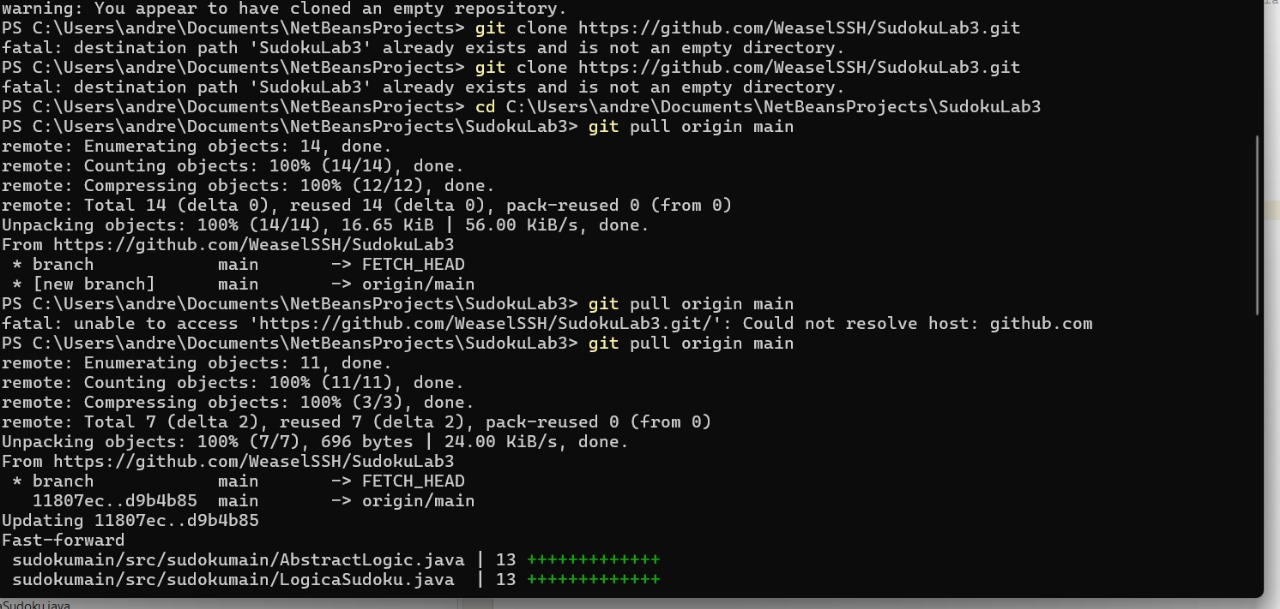 warning: You appear to have cloned an empty repository.
PS C:\Users\andre\Documents\NetBeansProjects> git clone https://github.com/WeaselSSH/SudokuLab3.git
fatal: destination path 'SudokuLab3' already exists and is not an empty directory.
PS C:\Users\andre\Documents\NetBeansProjects> git clone https://github.com/WeaselSSH/SudokuLab3.git
fatal: destination path 'SudokuLab3' already exists and is not an empty directory.
PS C:\Users\andre\Documents\NetBeansProjects> cd C:\Users\andre\Documents\NetBeansProjects\SudokuLab3
PS C:\Users\andre\Documents\NetBeansProjects\SudokuLab3> git pull origin main
remote: Enumerating objects: 14, done.
remote: Counting objects: 100% (14/14), done.
remote: Compressing objects: 100% (12/12), done.
remote: Total 14 (delta 0), reused 14 (delta 0), pack-reused 0 (from 0)
Unpacking objects: 100% (14/14), 16.65 KiB | 56.00 KiB/s, done.
From https://github.com/WeaselSSH/SudokuLab3
 * branch            main       -> FETCH_HEAD
 * [new branch]      main       -> origin/main
PS C:\Users\andre\Documents\NetBeansProjects\SudokuLab3> git pull origin main
fatal: unable to access 'https://github.com/WeaselSSH/SudokuLab3.git/': Could not resolve host: github.com
PS C:\Users\andre\Documents\NetBeansProjects\SudokuLab3> git pull origin main
remote: Enumerating objects: 11, done.
remote: Counting objects: 100% (11/11), done.
remote: Compressing objects: 100% (3/3), done.
remote: Total 7 (delta 2), reused 7 (delta 2), pack-reused 0 (from 0)
Unpacking objects: 100% (7/7), 696 bytes | 24.00 KiB/s, done.
From https://github.com/WeaselSSH/SudokuLab3
 * branch            main       -> FETCH_HEAD
   11807ec..d9b4b85  main       -> origin/main
Updating 11807ec..d9b4b85
Fast-forward
 sudokumain/src/sudokumain/AbstractLogic.java | 13 +++++++++++++
 sudokumain/src/sudokumain/LogicaSudoku.java  | 13 +++++++++++++
aSudoku.java